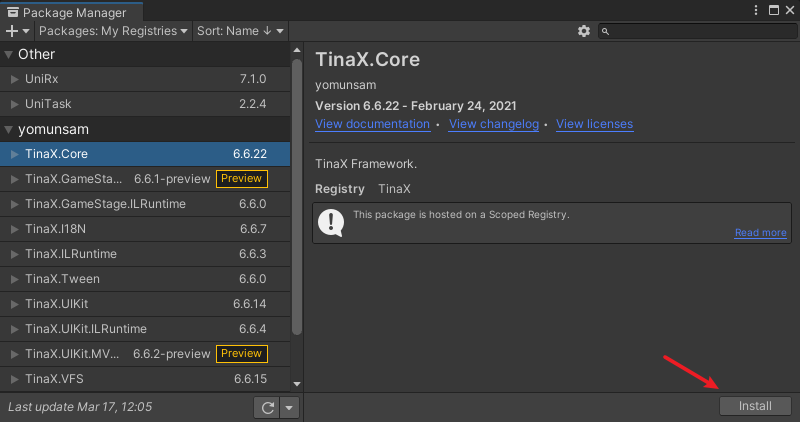 Package Manager
Packages: My Registries
Sort: Name ↓
Other
UniRx 7.1.0
UniTask 2.2.4
yomunsam
TinaX.Core 6.6.22
TinaX.GameSta... 6.6.1-preview Preview
TinaX.GameStage.ILRuntime 6.6.0
TinaX.I18N 6.6.7
TinaX.ILRuntime 6.6.3
TinaX.Tween 6.6.0
TinaX.UIKit 6.6.14
TinaX.UIKit.ILRuntime 6.6.4
TinaX.UIKit.MV... 6.6.2-preview Preview
TinaX.VFS 6.6.15
Last update Mar 17, 12:05
TinaX.Core
yomunsam
Version 6.6.22 - February 24, 2021
View documentation • View changelog • View licenses
TinaX Framework.
Registry TinaX
This package is hosted on a Scoped Registry.
Read more
Install